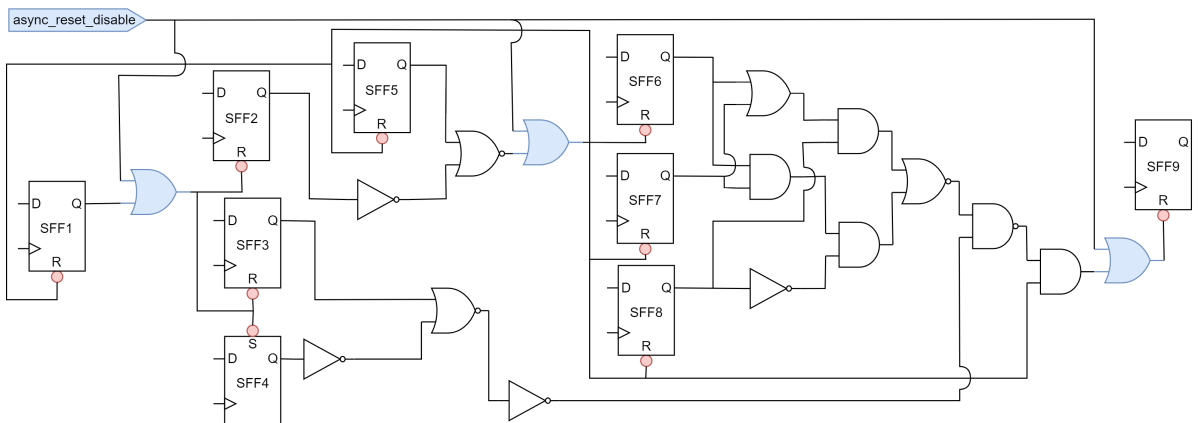 async_reset_disable
D Q
SFF6
R
D Q
SFF5
R
D Q
SFF2
R
D Q
SFF9
R
D Q
SFF7
R
D Q
SFF1
R
D Q
SFF3
R
D Q
SFF8
R
S
D Q
SFF4